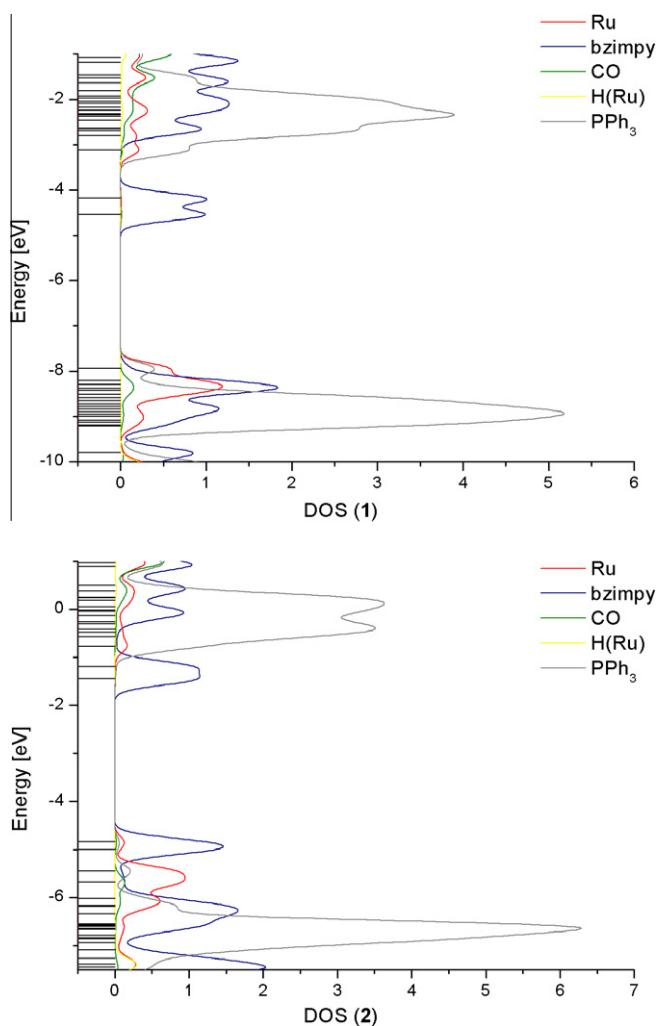 Ru
bzimpy
CO
H(Ru)
PPh₃
-2
-4
-6
-8
-10
Energy [eV]
0 1 2 3 4 5 6
DOS (1)
Ru
bzimpy
CO
H(Ru)
PPh₃
0
-2
-4
-6
Energy [eV]
0 1 2 3 4 5 6 7
DOS (2)